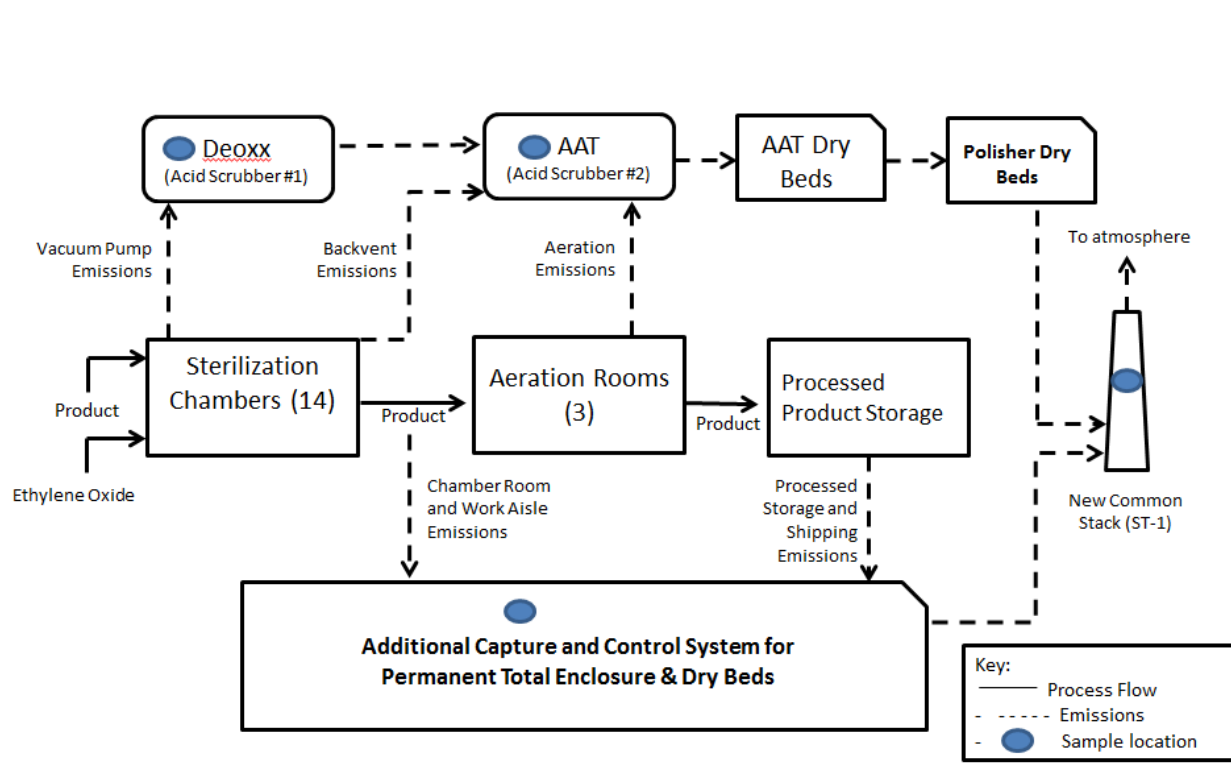 Deoxx
(Acid Scrubber #1)
AAT
(Acid Scrubber #2)
AAT Dry
Beds
Polisher Dry
Beds
Vacuum Pump
Emissions
Backvent
Emissions
Aeration
Emissions
To atmosphere
Sterilization
Chambers (14)
Aeration Rooms
(3)
Processed
Product Storage
Product
Product
Product
Ethylene Oxide
Chamber Room
and Work Aisle
Emissions
Processed
Storage and
Shipping
Emissions
New Common
Stack (ST-1)
Additional Capture and Control System for
Permanent Total Enclosure & Dry Beds
Key:
Process Flow
Emissions
Sample location